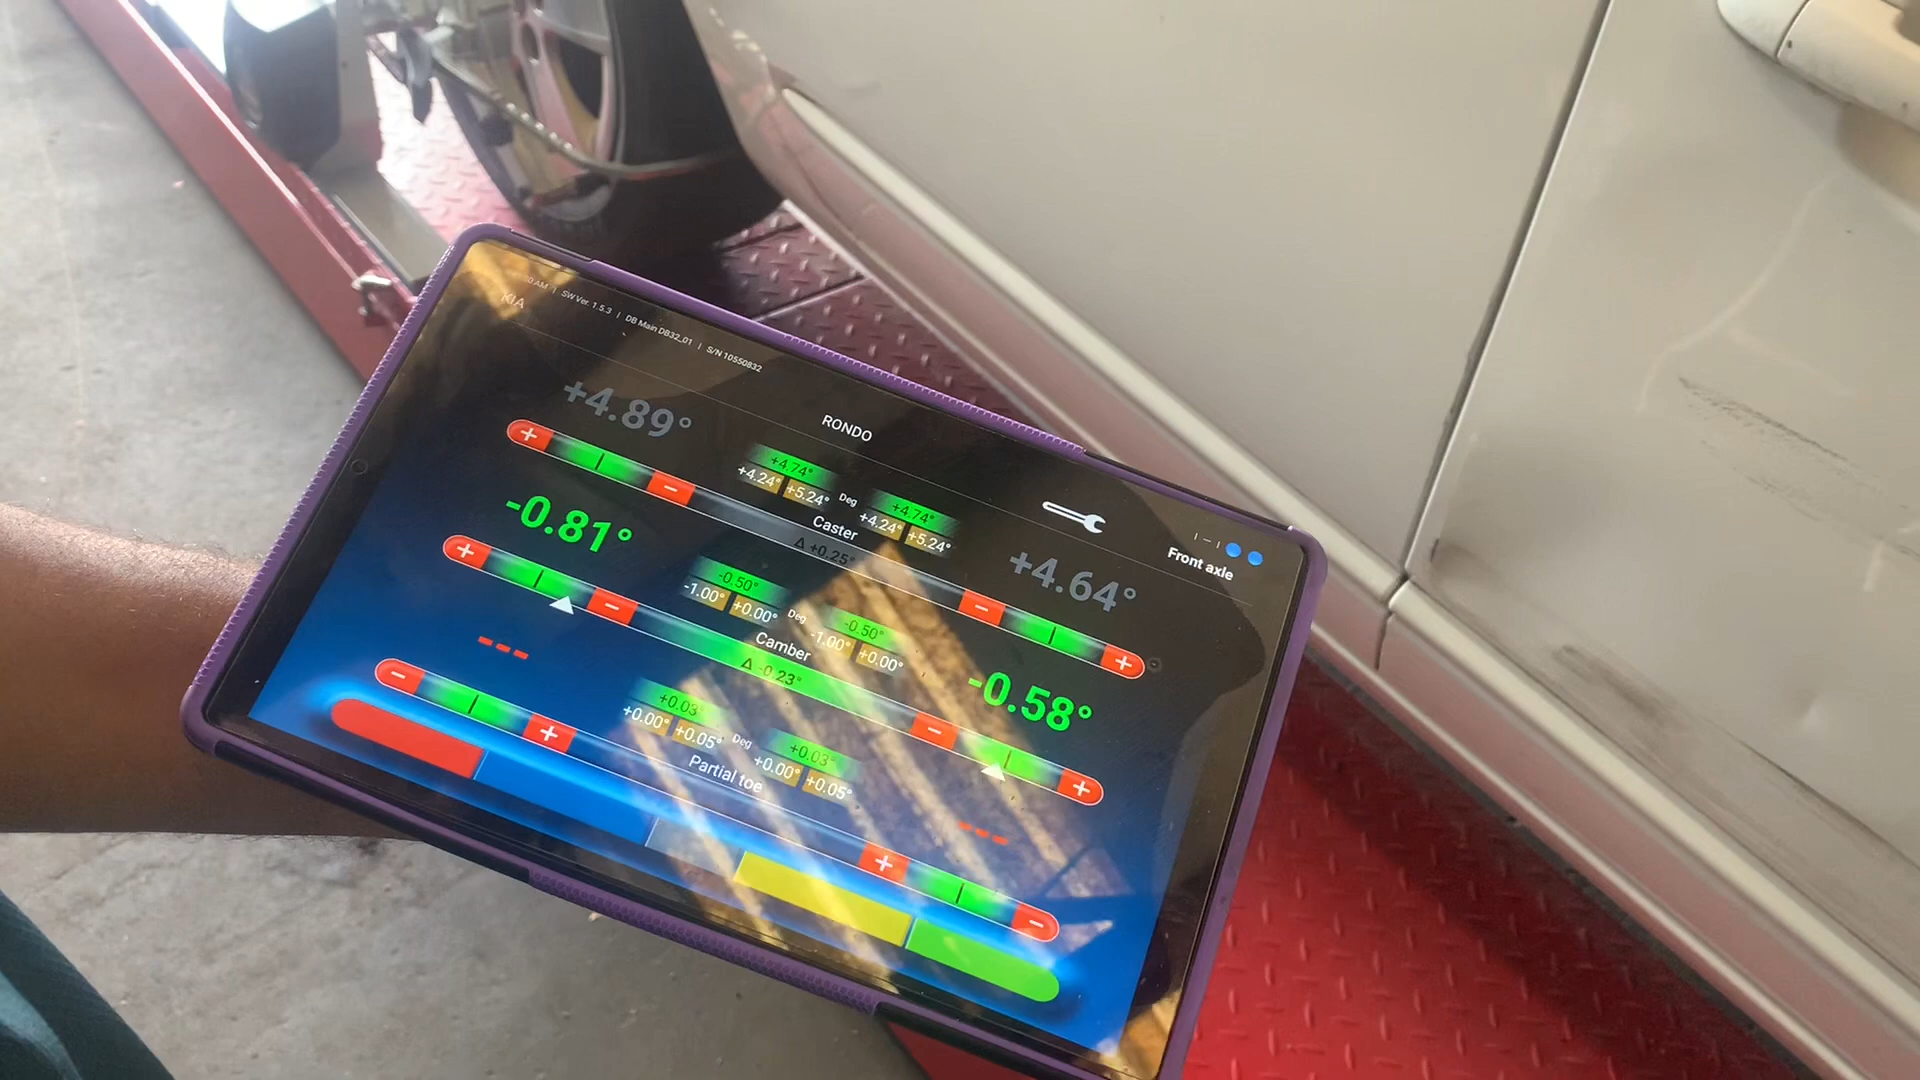 0 AM | SW Ver. 1.5.3 | DB Main DB32_01 | S/N 10550832
KIA
RONDO
Front axle
+4.89°
+4.74°
+4.24° +5.24°
Deg
+4.74°
+4.24° +5.24°
Caster
Δ +0.25°
+4.64°
-0.81°
-0.50°
-1.00° +0.00°
Deg
-0.50°
-1.00° +0.00°
Camber
Δ -0.23°
-0.58°
---
+0.03°
+0.00° +0.05°
Deg
+0.03°
+0.00° +0.05°
Partial toe
---